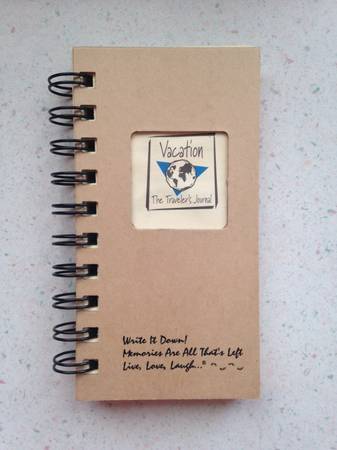 Vacation
The Traveler's Journal
Write It Down!
Memories Are All That's Left
Live, Love, Laugh...®